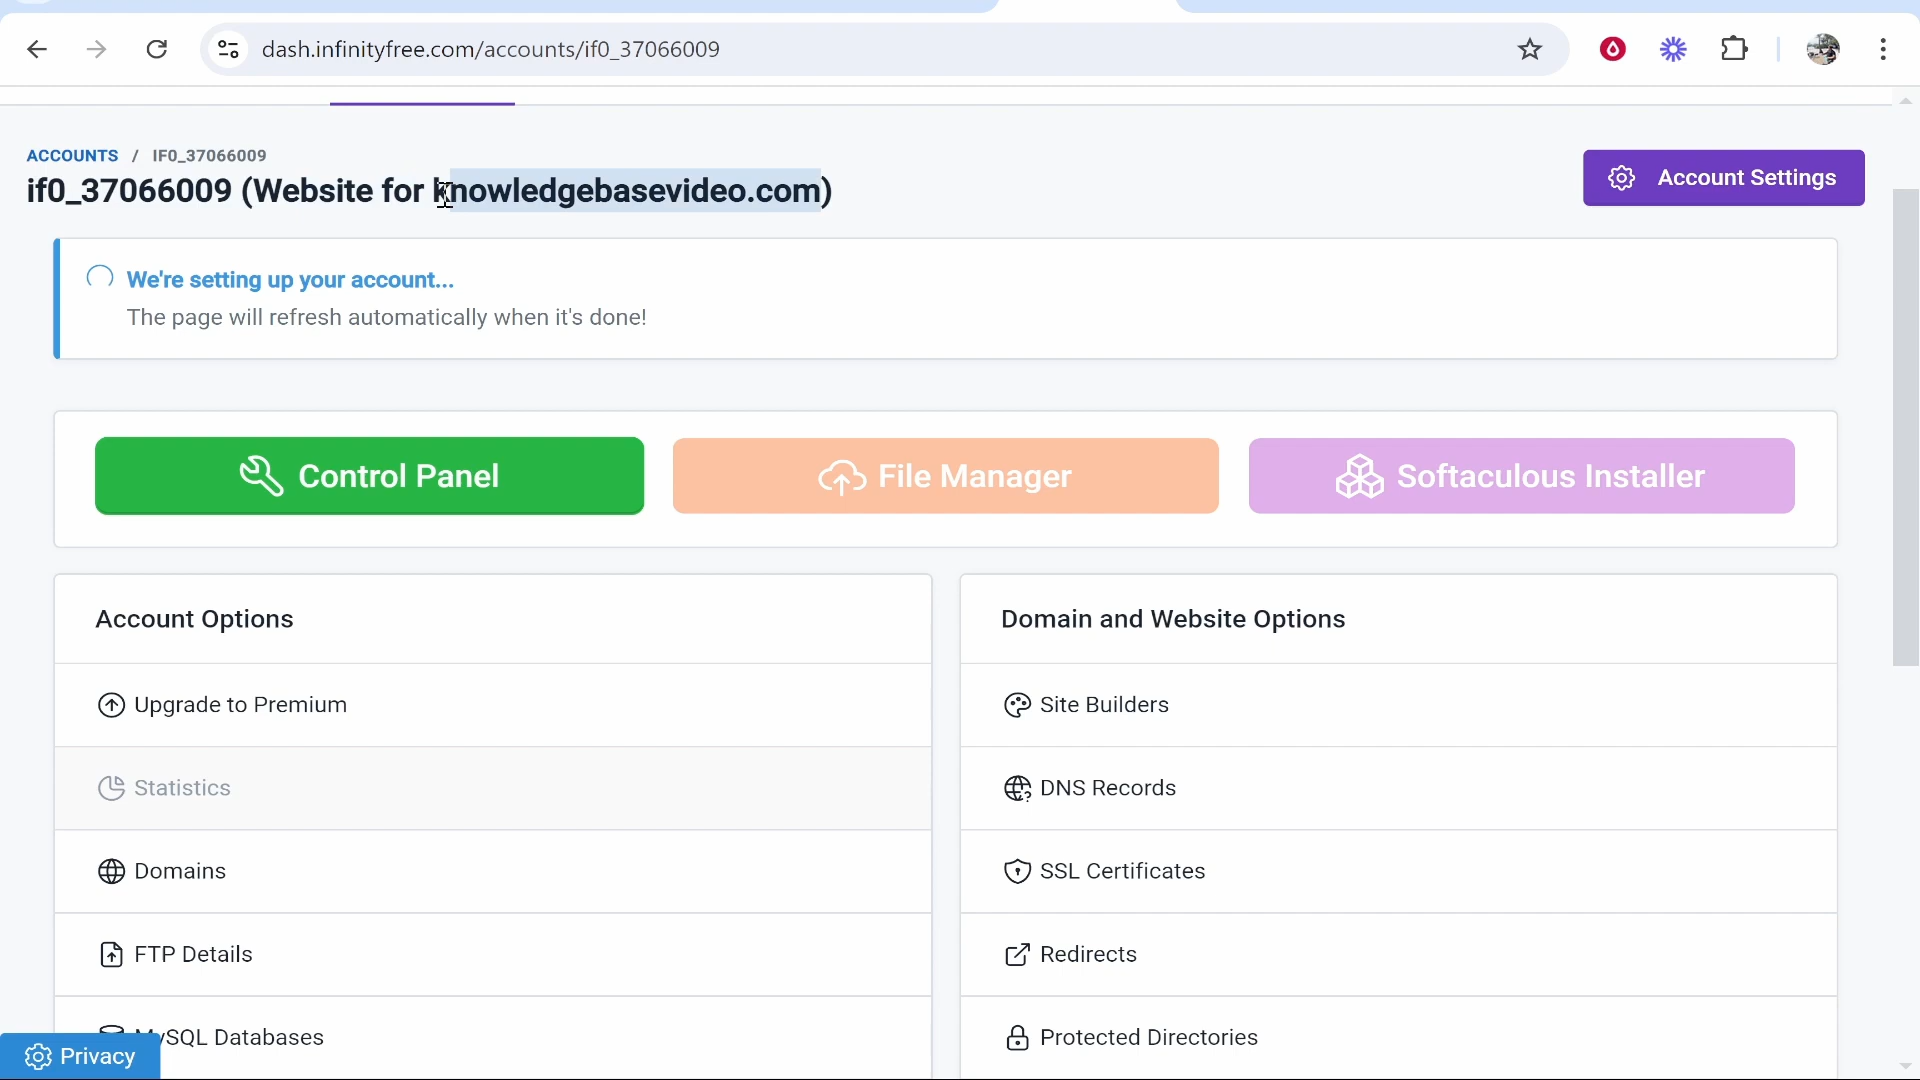 dash.infinityfree.com/accounts/if0_37066009
ACCOUNTS / IF0_37066009
if0_37066009 (Website for knowledgebasevideo.com)
Account Settings
We're setting up your account...
The page will refresh automatically when it's done!
Control Panel
File Manager
Softaculous Installer
Account Options
Domain and Website Options
Upgrade to Premium
Site Builders
Statistics
DNS Records
Domains
SSL Certificates
FTP Details
Redirects
MySQL Databases
Protected Directories
Privacy